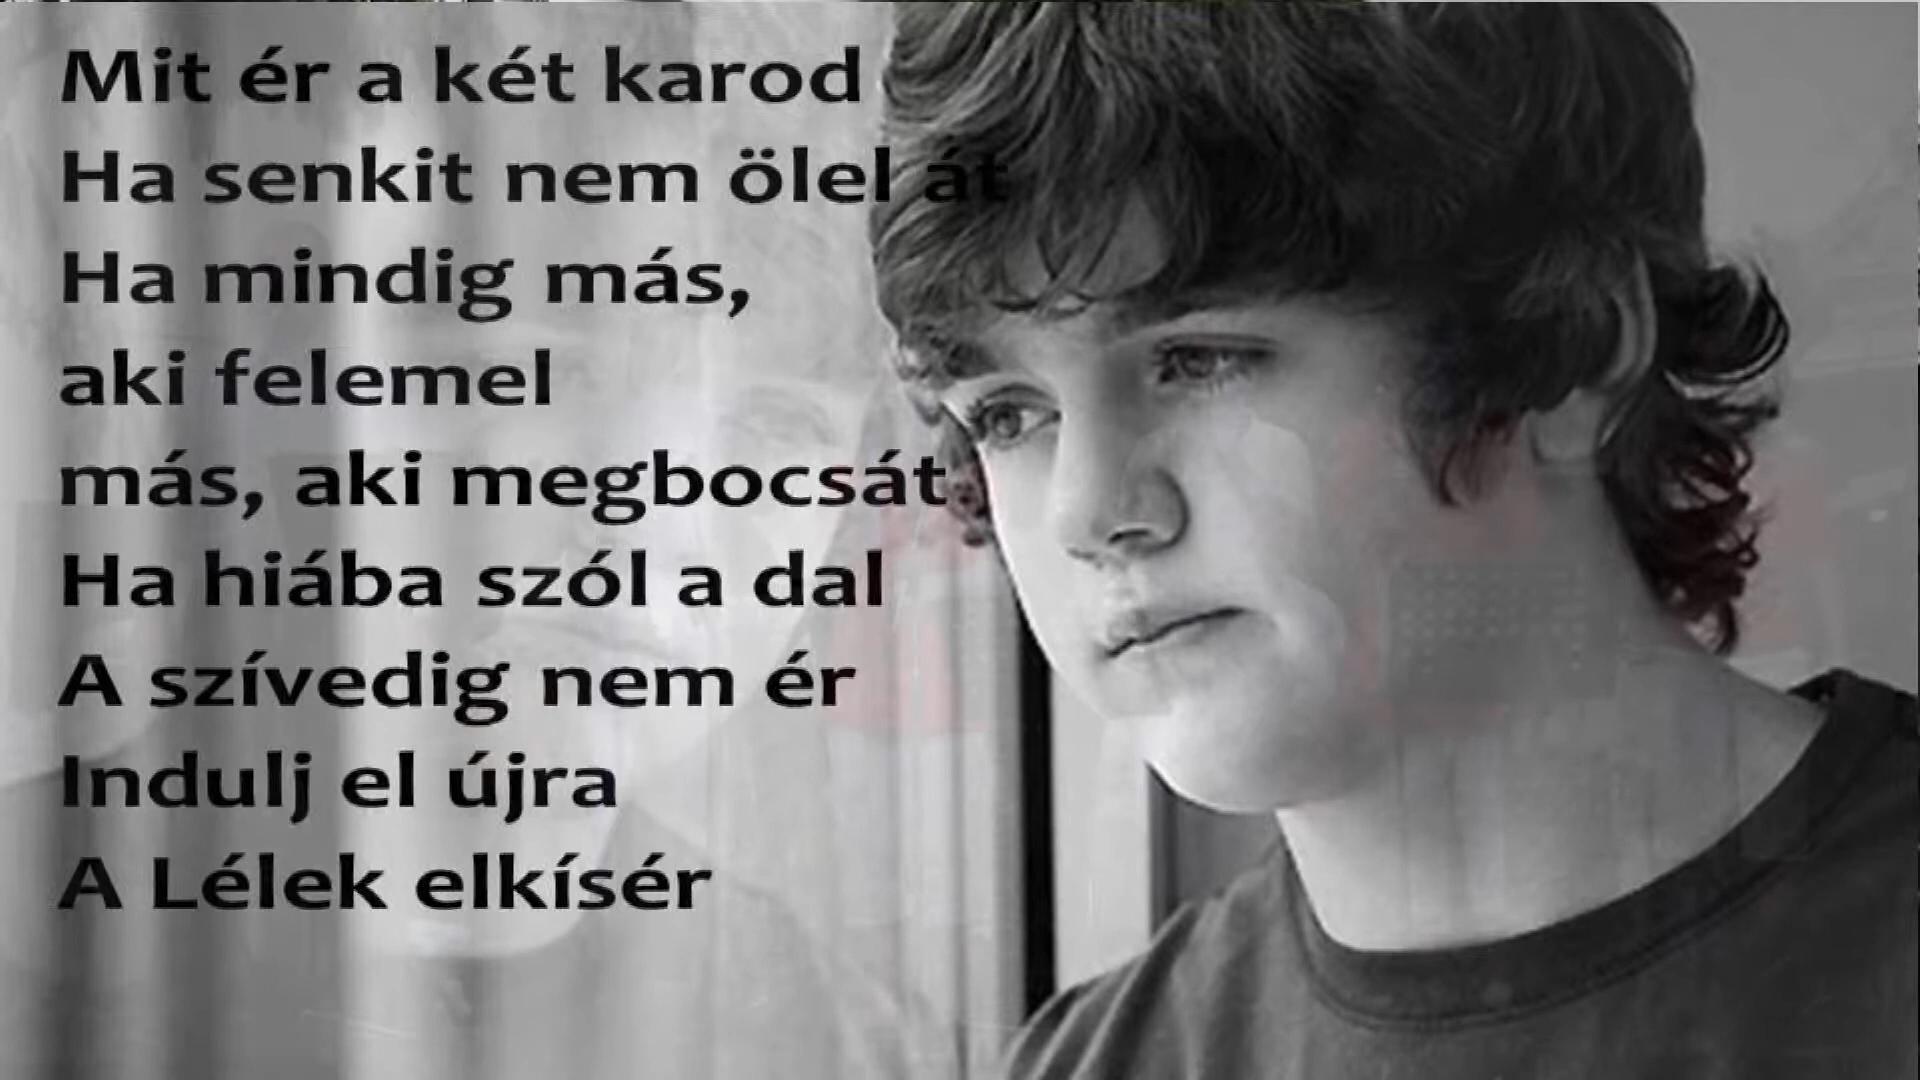 Mit ér a két karod
Ha senkit nem ölel át
Ha mindig más,
aki felemel
más, aki megbocsát
Ha hiába szól a dal
A szívedig nem ér
Indulj el újra
A Lélek elkísér